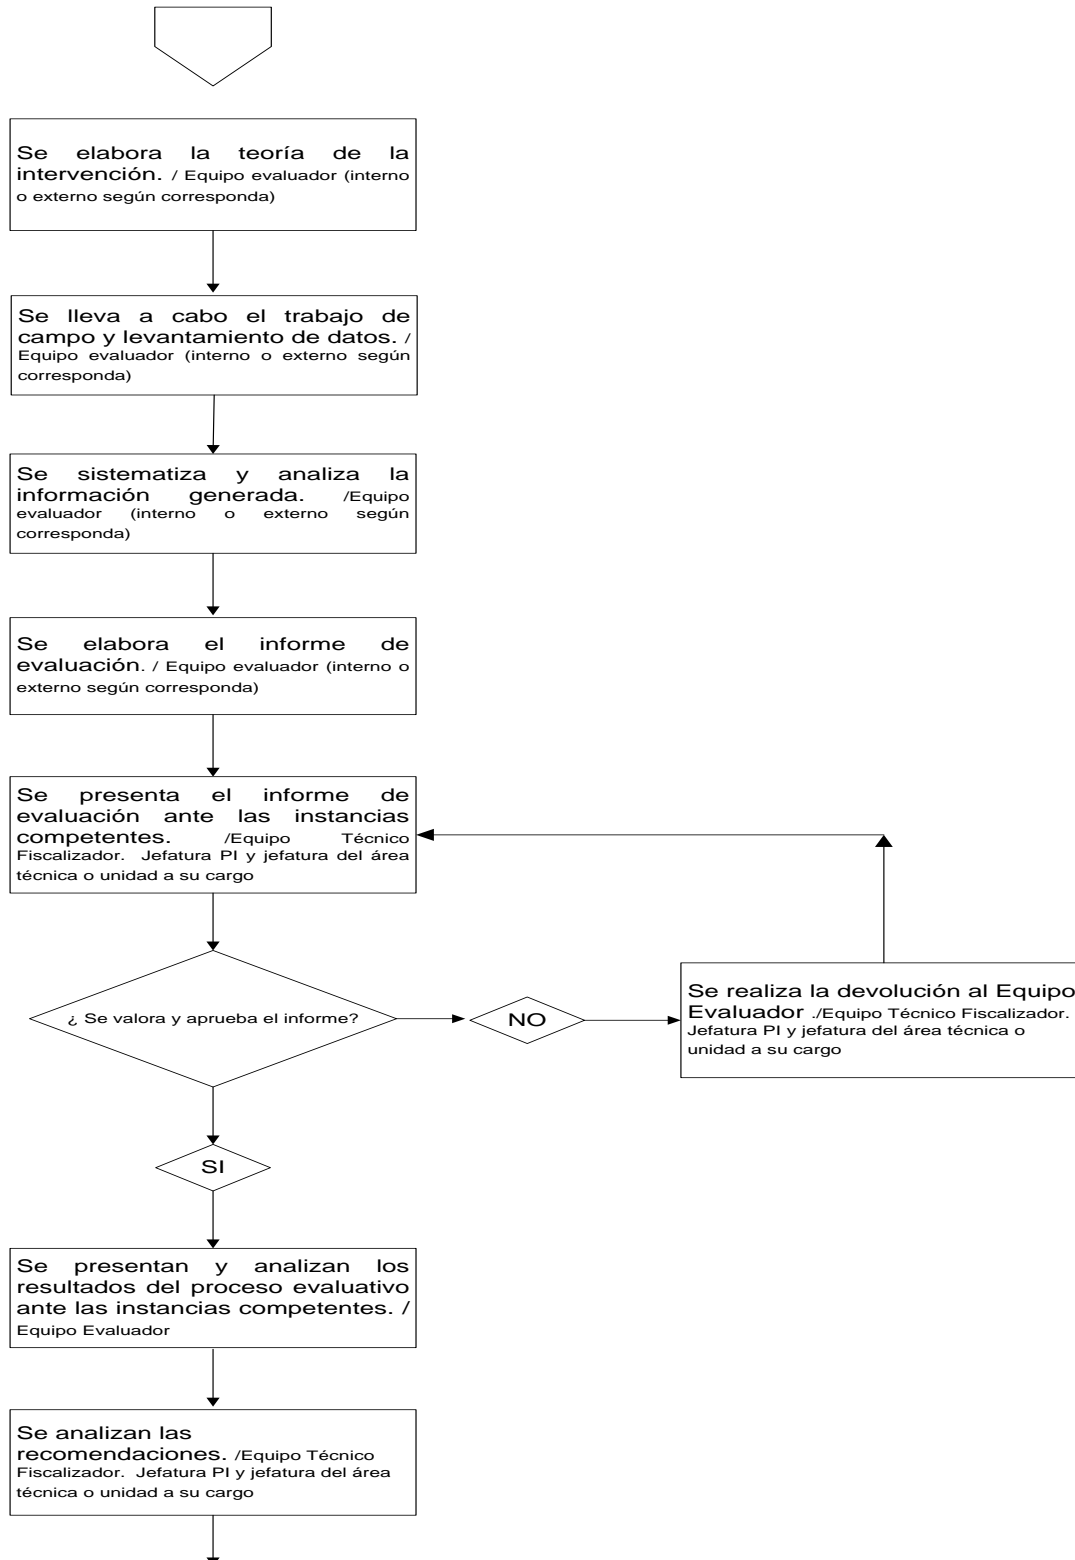 Se elabora la teoría de la
intervención. / Equipo evaluador (interno
o externo según corresponda)
Se lleva a cabo el trabajo de
campo y levantamiento de datos. /
Equipo evaluador (interno o externo según
corresponda)
Se sistematiza y analiza la
información generada. /Equipo
evaluador (interno o externo según
corresponda)
Se elabora el informe de
evaluación. / Equipo evaluador (interno o
externo según corresponda)
Se presenta el informe de
evaluación ante las instancias
competentes. /Equipo Técnico
Fiscalizador. Jefatura PI y jefatura del área
técnica o unidad a su cargo
¿ Se valora y aprueba el informe?
NO
Se realiza la devolución al Equipo
Evaluador ./Equipo Técnico Fiscalizador.
Jefatura PI y jefatura del área técnica o
unidad a su cargo
SI
Se presentan y analizan los
resultados del proceso evaluativo
ante las instancias competentes. /
Equipo Evaluador
Se analizan las
recomendaciones. /Equipo Técnico
Fiscalizador. Jefatura PI y jefatura del área
técnica o unidad a su cargo